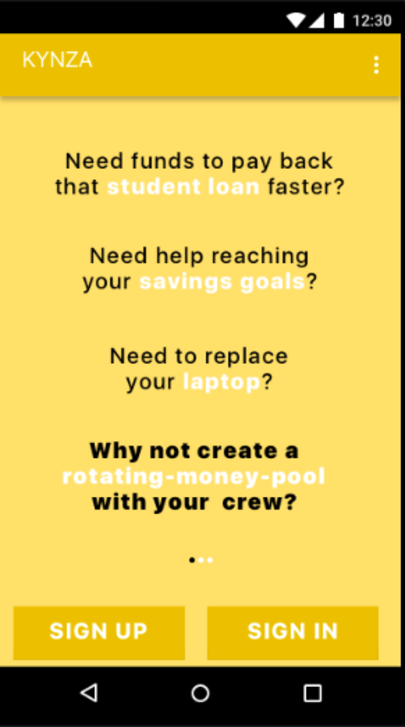 12:30
KYNZA
Need funds to pay back
that student loan faster?
Need help reaching
your savings goals?
Need to replace
your laptop?
Why not create a
rotating-money-pool
with your crew?
SIGN UP
SIGN IN